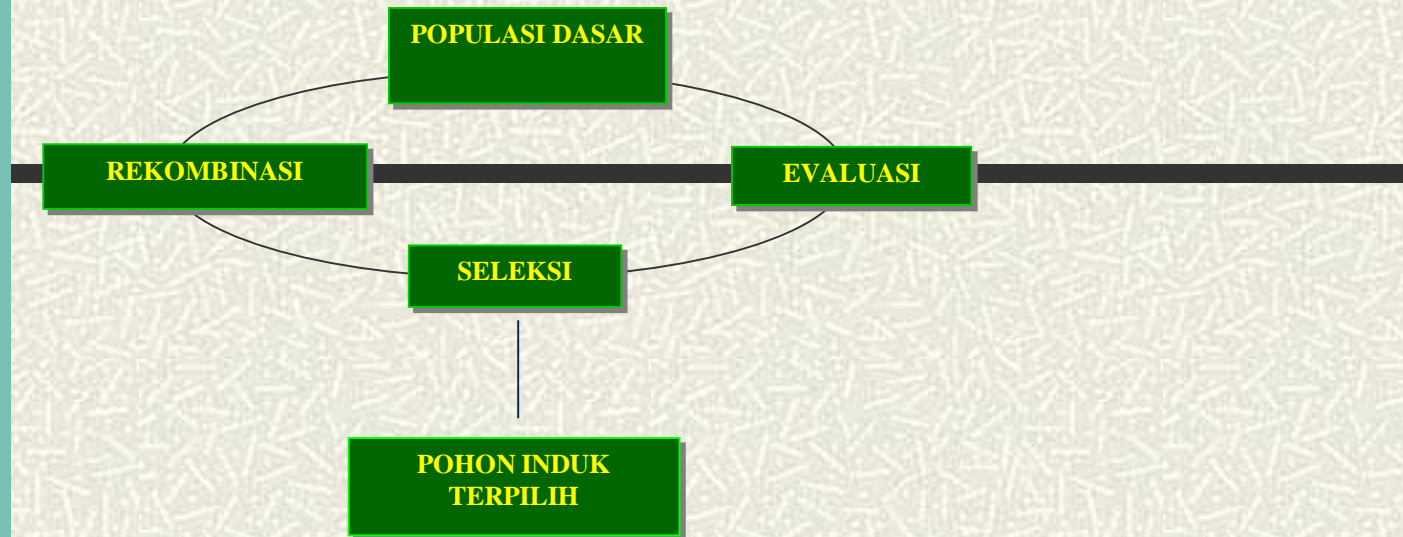 POPULASI DASAR
REKOMBINASI
EVALUASI
SELEKSI
POHON INDUK
TERPILIH